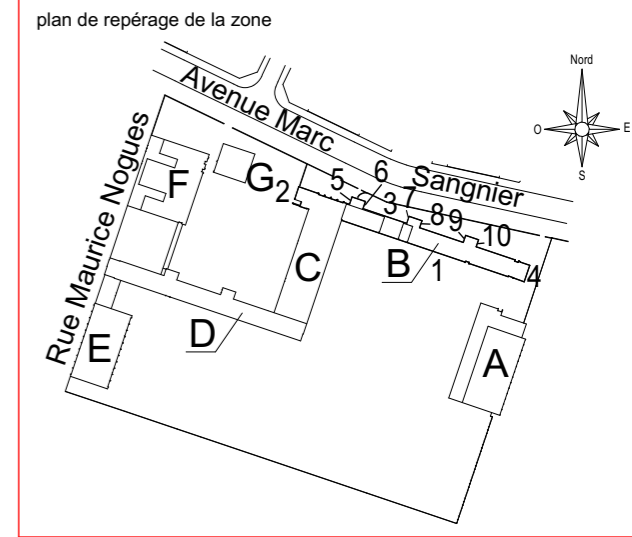 plan de repérage de la zone
Nord
O
E
S
Avenue Marc Sangnier
Rue Maurice Nogues
F
G
2
5
6
3
7
8
9
10
C
B
1
4
D
E
A